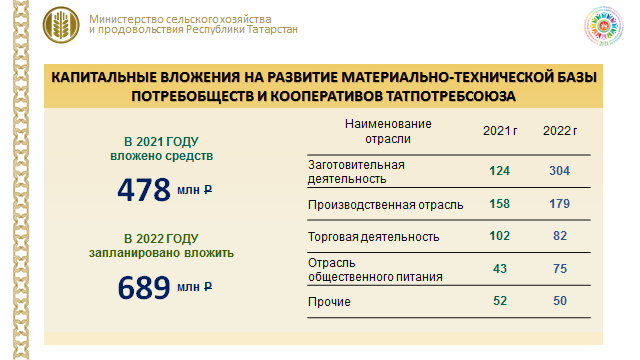 Министерство сельского хозяйства
и продовольствия Республики Татарстан
КАПИТАЛЬНЫЕ ВЛОЖЕНИЯ НА РАЗВИТИЕ МАТЕРИАЛЬНО-ТЕХНИЧЕСКОЙ БАЗЫ
ПОТРЕБОБЩЕСТВ И КООПЕРАТИВОВ ТАТПОТРЕБСОЮЗА
В 2021 ГОДУ
вложено средств
478 млн ₽
В 2022 ГОДУ
запланировано вложить
689 млн ₽
Наименование
отрасли
2021 г
2022 г
Заготовительная
деятельность
124
304
Производственная отрасль
158
179
Торговая деятельность
102
82
Отрасль
общественного питания
43
75
Прочие
52
50